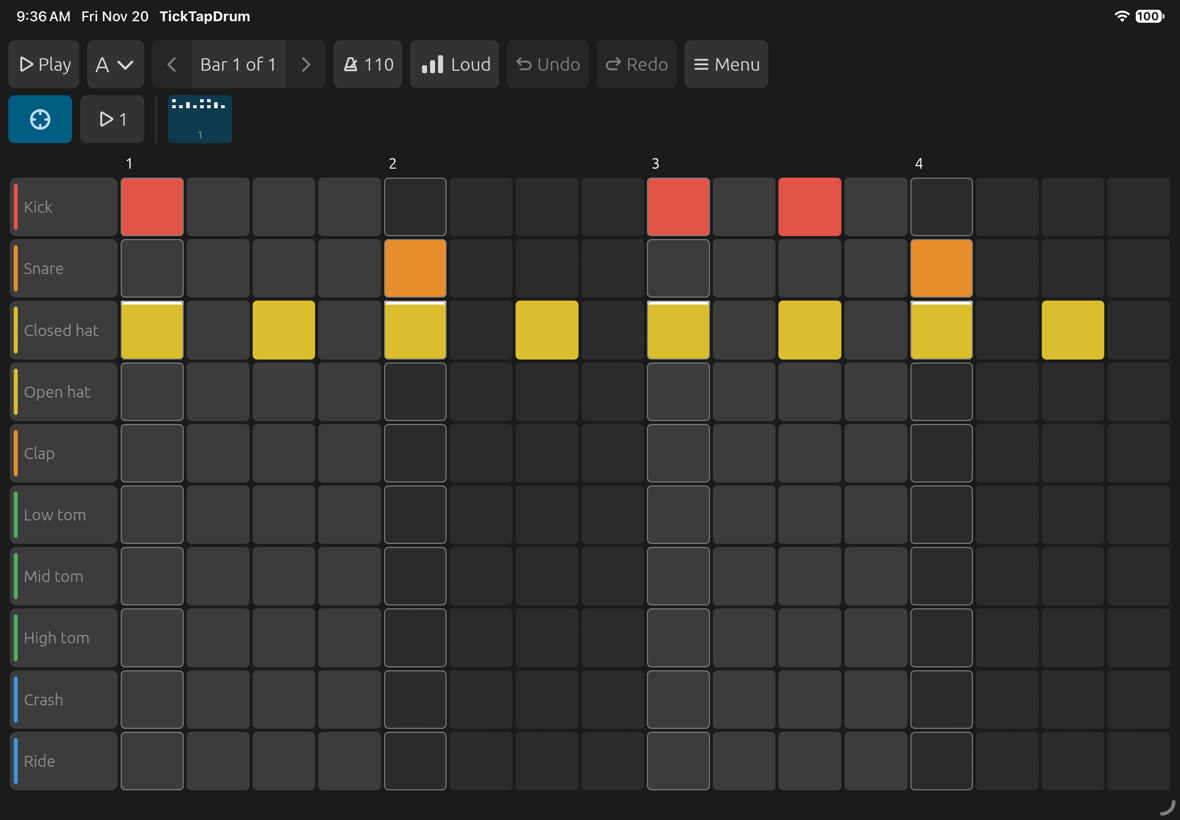 9:36 AM Fri Nov 20 TickTapDrum 100
Play A Bar 1 of 1 110 Loud Undo Redo Menu
1 1
1 2 3 4
Kick
Snare
Closed hat
Open hat
Clap
Low tom
Mid tom
High tom
Crash
Ride